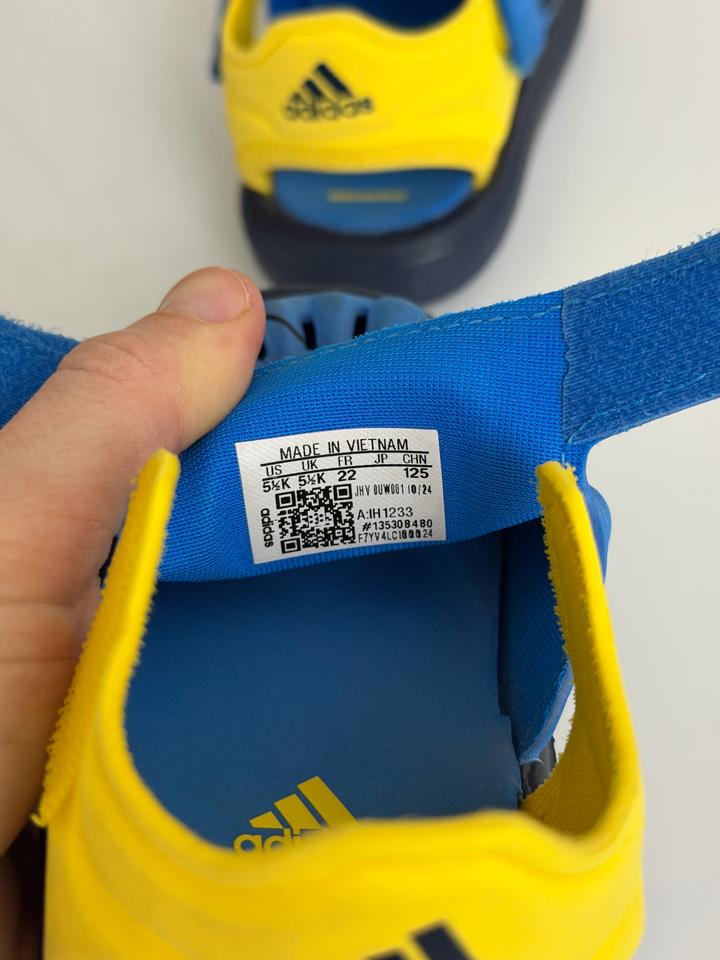 adidas
MADE IN VIETNAM
US UK FR JP CHN
5½K 5½K 22 125
JHV 0UW001 10/24
adidas
A:IH1233
#135308480